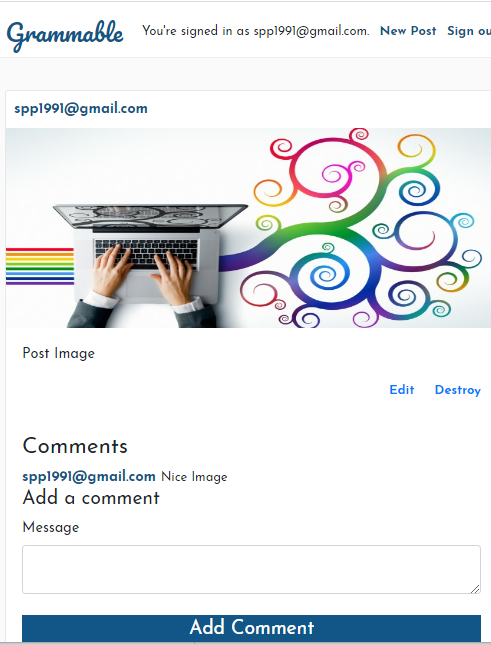 Grammable You're signed in as spp1991@gmail.com. New Post Sign ou
spp1991@gmail.com
Post Image
Edit Destroy
Comments
spp1991@gmail.com Nice Image
Add a comment
Message
Add Comment